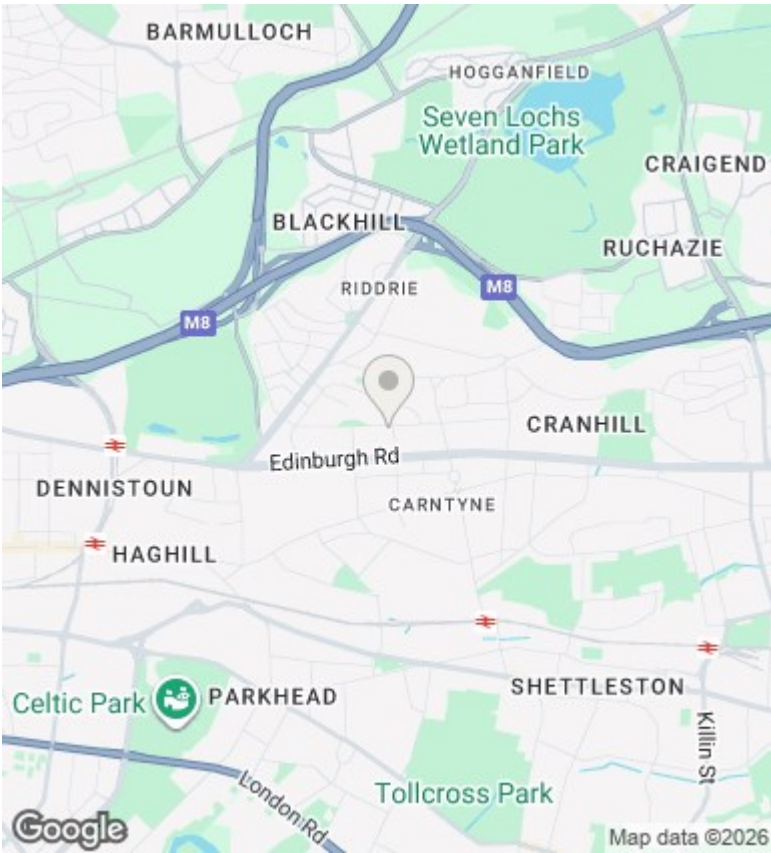 BARMULLOCH
HOGGANFIELD
Seven Lochs
Wetland Park
CRAIGEND
BLACKHILL
RUCHAZIE
RIDDRIE
M8
M8
CRANHILL
Edinburgh Rd
DENNISTOUN
CARNTYNE
HAGHILL
SHETTLESTON
Celtic Park
PARKHEAD
Killin St
London Rd
Tollcross Park
Google
Map data ©2026